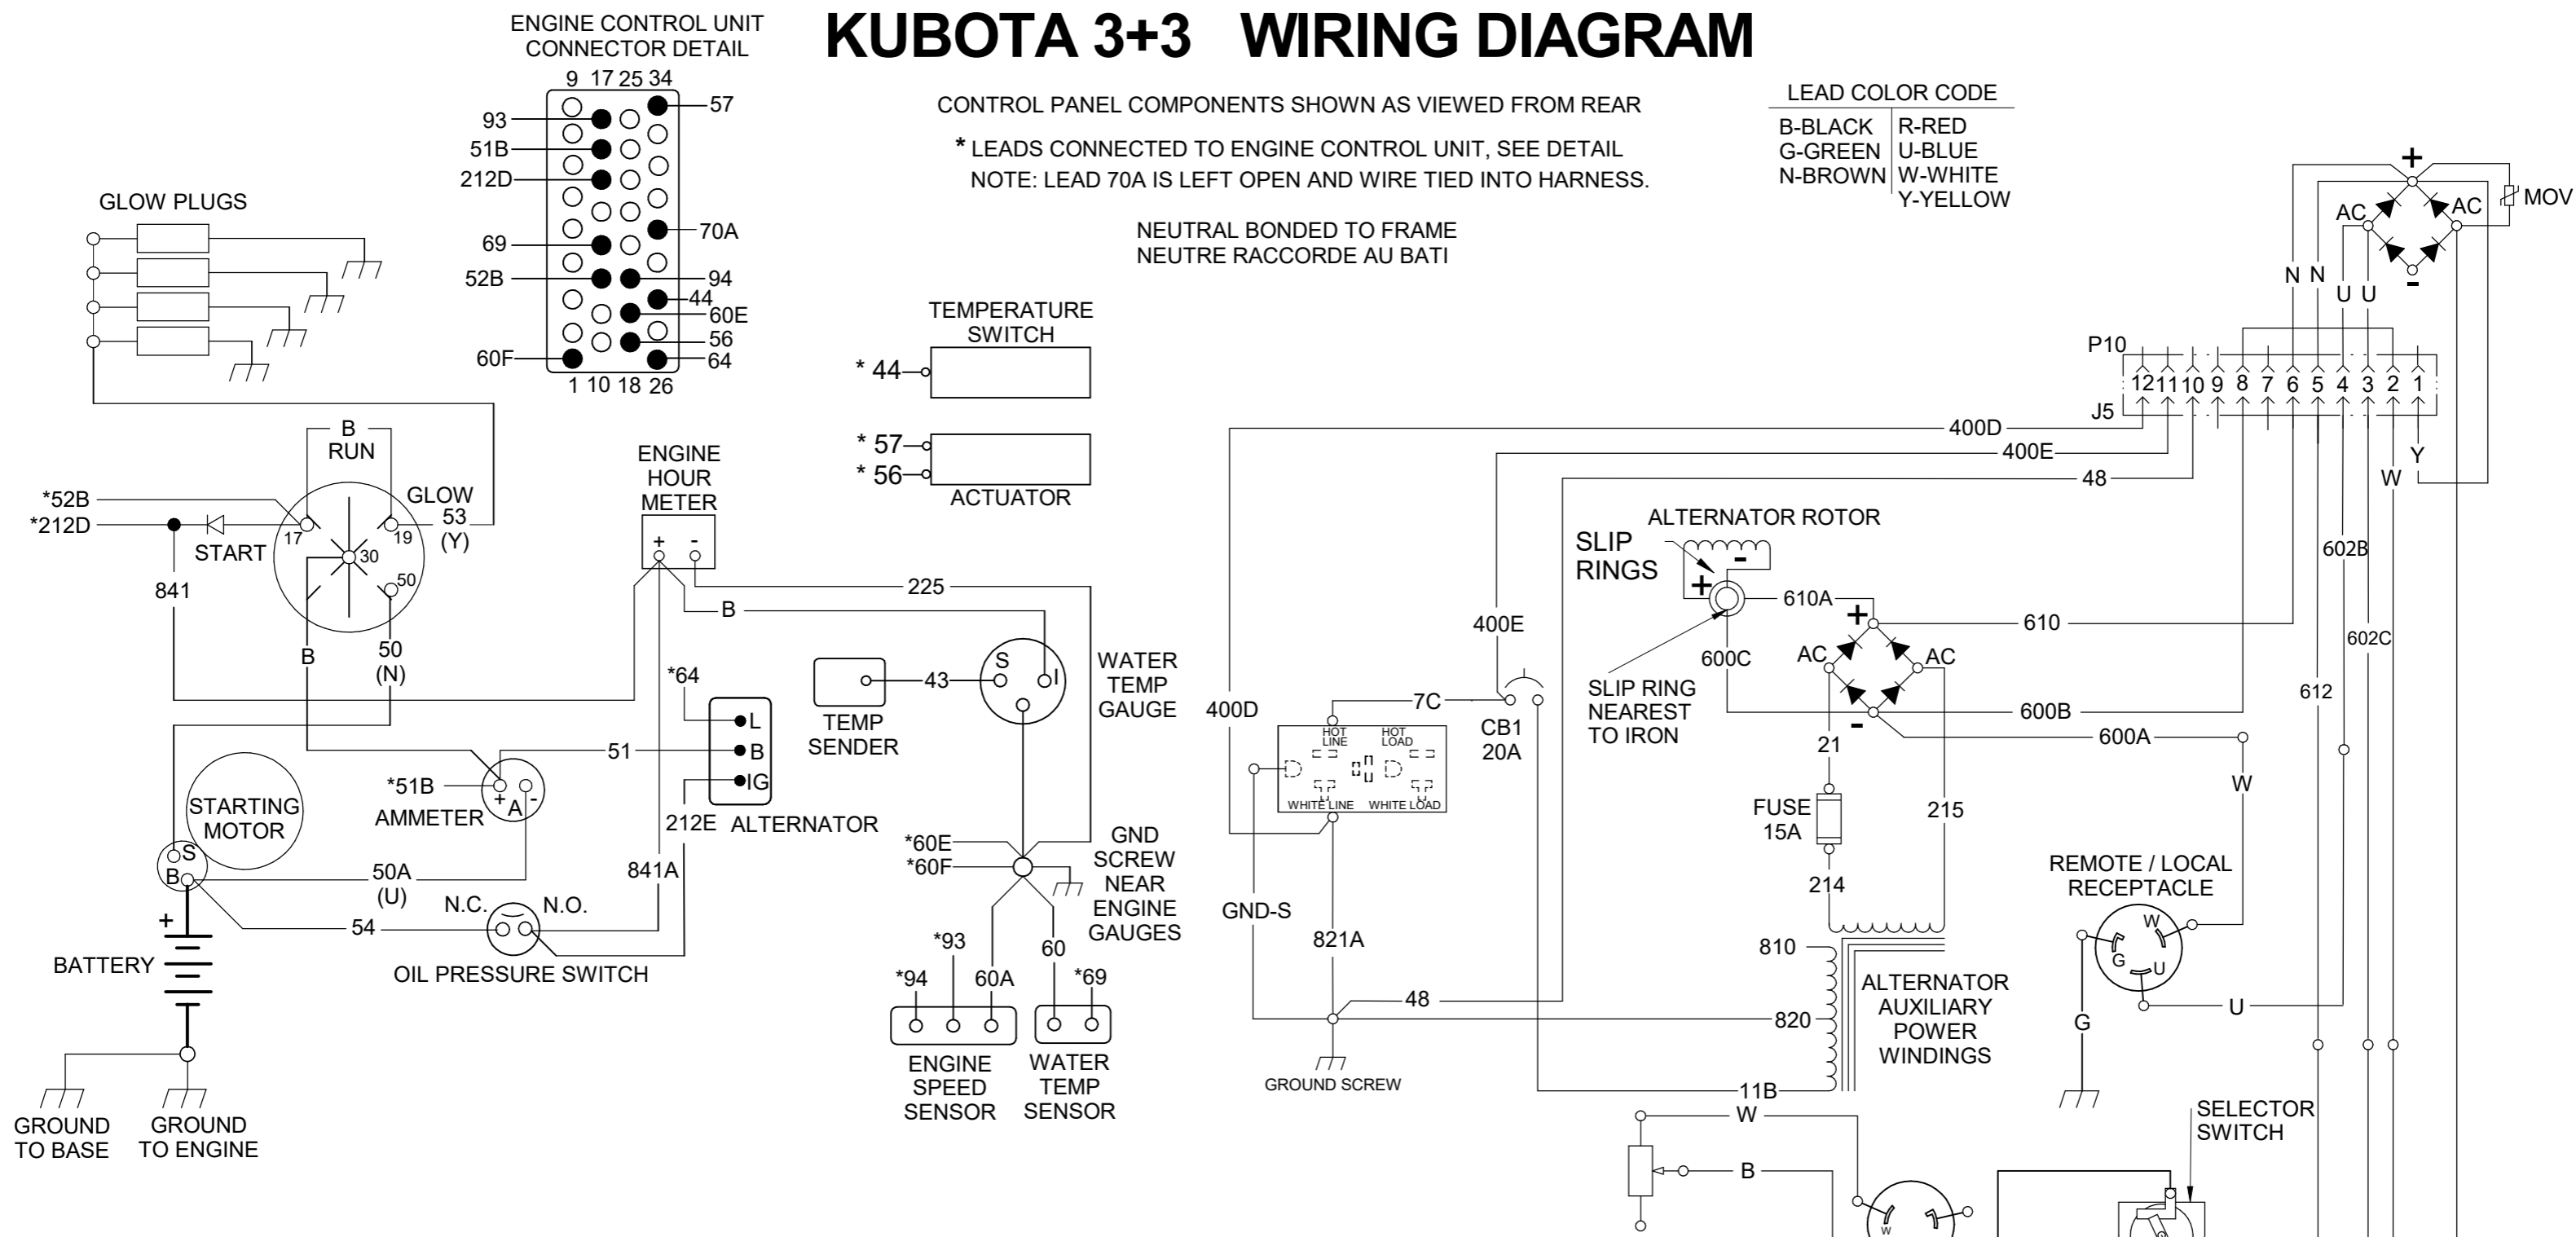 KUBOTA 3+3 WIRING DIAGRAM
ENGINE CONTROL UNIT
CONNECTOR DETAIL
9 17 25 34
57
93
51B
212D
70A
69
52B
94
44
60E
56
60F
64
1 10 18 26
CONTROL PANEL COMPONENTS SHOWN AS VIEWED FROM REAR
* LEADS CONNECTED TO ENGINE CONTROL UNIT, SEE DETAIL
NOTE: LEAD 70A IS LEFT OPEN AND WIRE TIED INTO HARNESS.
NEUTRAL BONDED TO FRAME
NEUTRE RACCORDE AU BATI
LEAD COLOR CODE
B-BLACK R-RED
G-GREEN U-BLUE
N-BROWN W-WHITE
Y-YELLOW
+
AC AC
MOV
-
N N
U U
P10
12 11 10 9 8 7 6 5 4 3 2 1
J5
400D
400E
48
Y
W
GLOW PLUGS
TEMPERATURE
SWITCH
* 44
* 57
* 56
ACTUATOR
B
RUN
*52B
*212D
GLOW
53
(Y)
START
17
19
30
50
841
B
50
(N)
ENGINE
HOUR
METER
+ -
225
B
*64
L
B
IG
ALTERNATOR
212E
841A
51
*51B
+ A -
AMMETER
STARTING
MOTOR
S
B
50A
(U)
54
N.C. N.O.
OIL PRESSURE SWITCH
+
BATTERY
GROUND
TO BASE
GROUND
TO ENGINE
TEMP
SENDER
43
S
I
WATER
TEMP
GAUGE
*60E
*60F
GND
SCREW
NEAR
ENGINE
GAUGES
*93
*94
60A
60
*69
ENGINE
SPEED
SENSOR
WATER
TEMP
SENSOR
ALTERNATOR ROTOR
SLIP
RINGS
-
+
610A
+
610
600C
AC AC
SLIP RING
NEAREST
TO IRON
600B
-
600A
21
FUSE
15A
214
215
400E
400D
7C
CB1
20A
HOT
LINE
HOT
LOAD
WHITE LINE WHITE LOAD
GND-S
821A
48
GROUND SCREW
810
820
11B
ALTERNATOR
AUXILIARY
POWER
WINDINGS
602B
602C
612
W
REMOTE / LOCAL
RECEPTACLE
W
G
U
U
G
W
B
W
SELECTOR
SWITCH